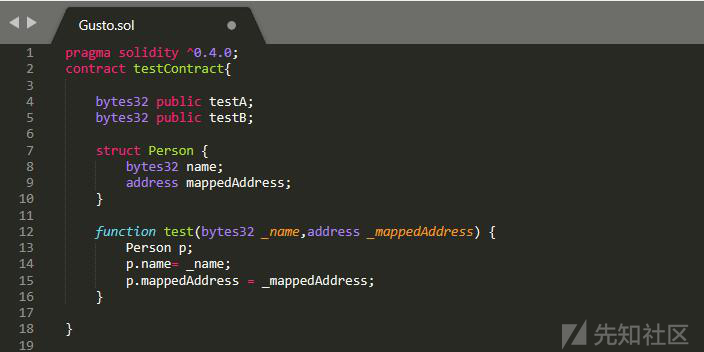 Gusto.sol
1 pragma solidity ^0.4.0;
2 contract testContract{
3
4 bytes32 public testA;
5 bytes32 public testB;
6
7 struct Person {
8 bytes32 name;
9 address mappedAddress;
10 }
11
12 function test(bytes32 _name,address _mappedAddress) {
13 Person p;
14 p.name= _name;
15 p.mappedAddress = _mappedAddress;
16 }
17
18 }
19
先知社区